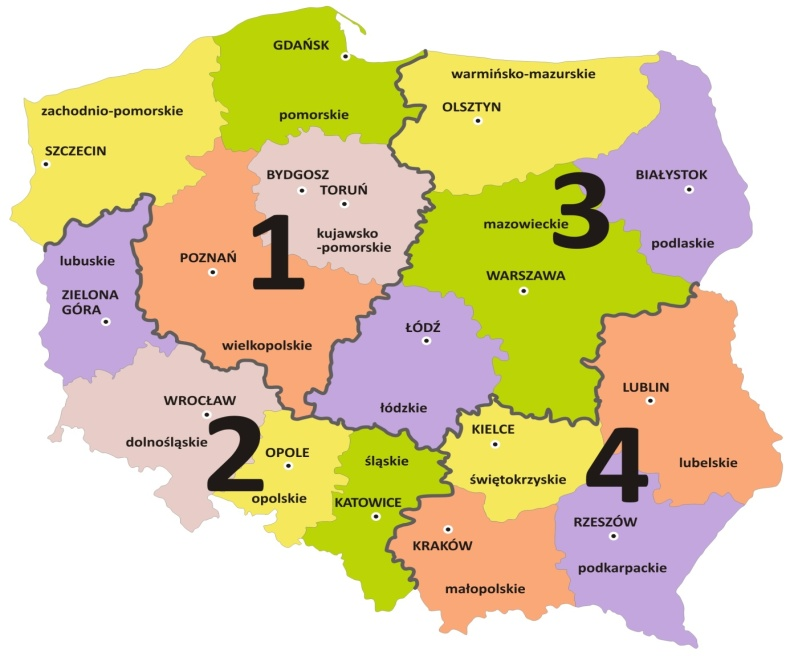 GDAŃSK
pomorskie
warmińsko-mazurskie
OLSZTYN
zachodnio-pomorskie
SZCZECIN
BYDGOSZ
TORUŃ
kujawsko
-pomorskie
1
3
BIAŁYSTOK
podlaskie
mazowieckie
WARSZAWA
lubuskie
ZIELONA
GÓRA
POZNAŃ
wielkopolskie
ŁÓDŹ
łódzkie
WROCŁAW
dolnośląskie
2
OPOLE
opolskie
śląskie
KATOWICE
KIELCE
świętokrzyskie
4
LUBLIN
lubelskie
KRAKÓW
małopolskie
RZESZÓW
podkarpackie